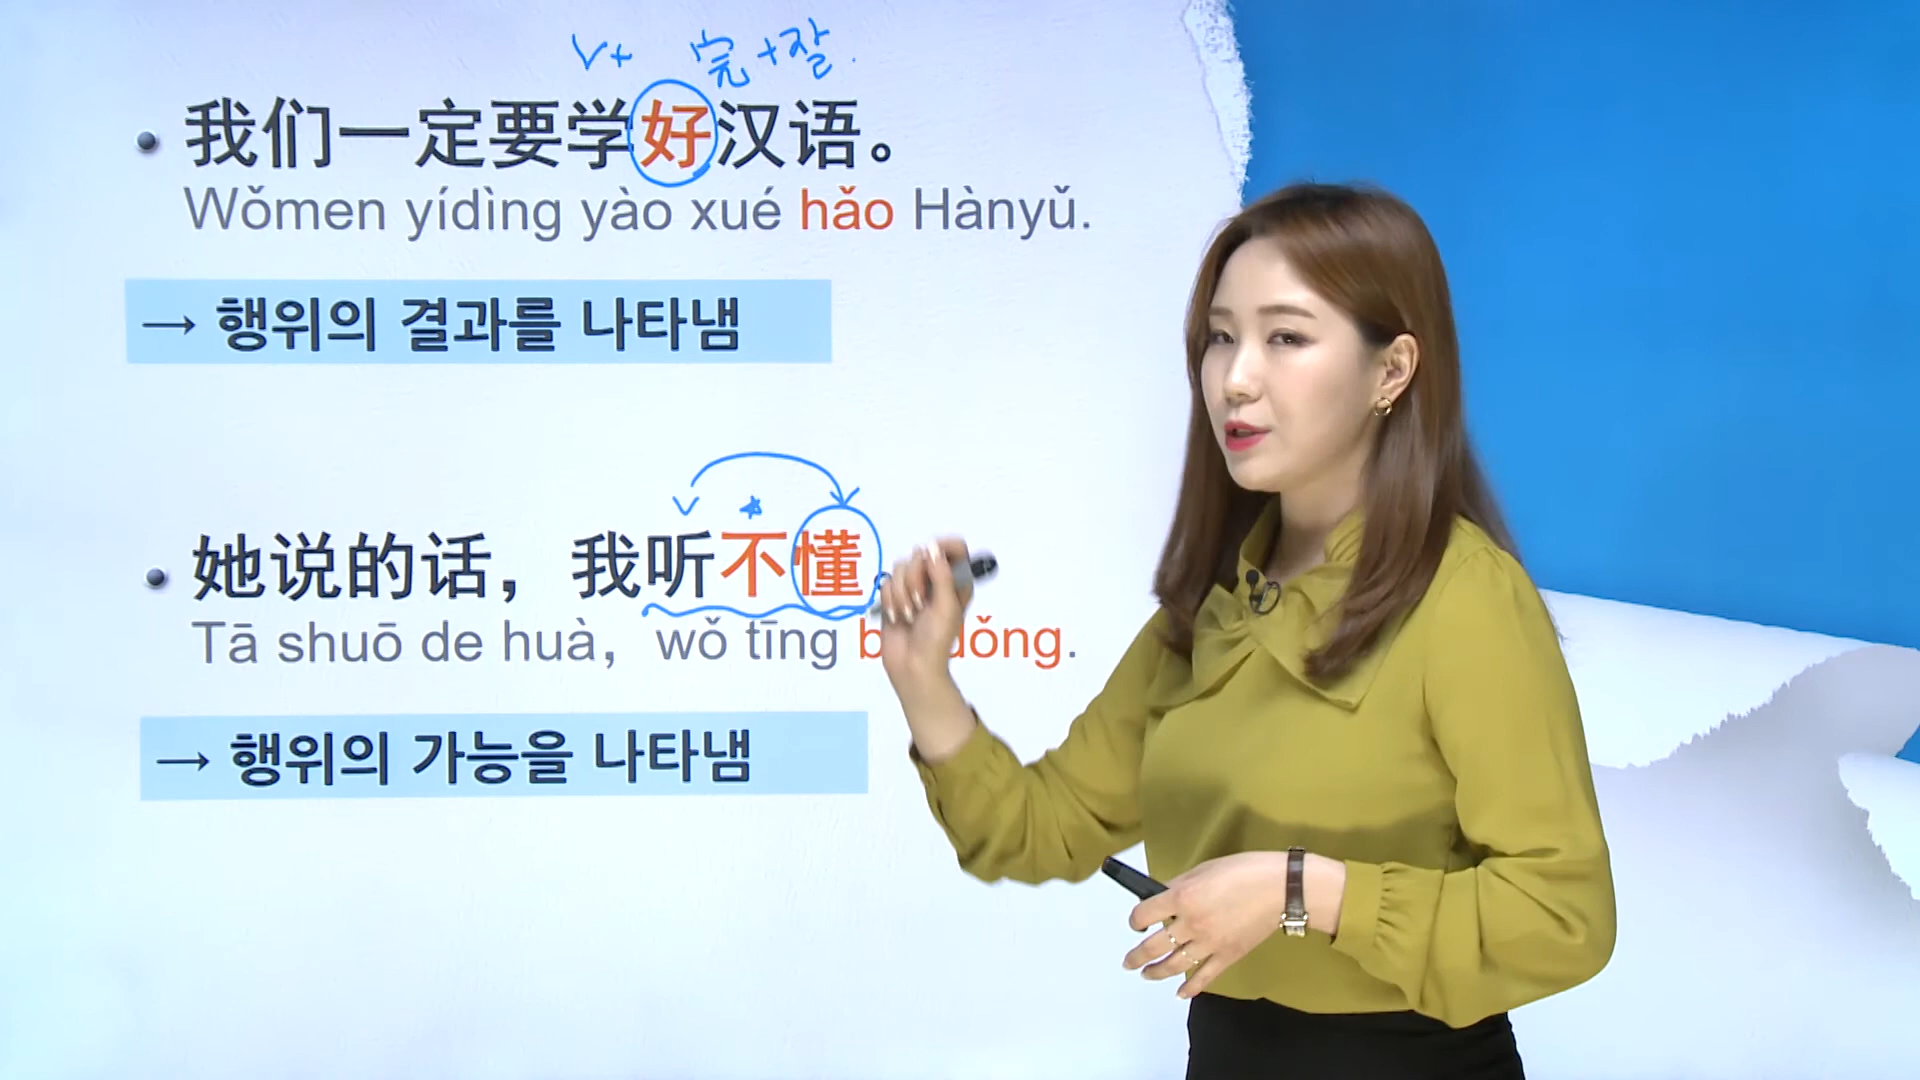 V+ 完+잘.
我们一定要学好汉语。
Wǒmen yídìng yào xué hǎo Hànyǔ.
→ 행위의 결과를 나타냄
V
她说的话，我听不懂。
Tā shuō de huà, wǒ tīng dǒng.
→ 행위의 가능을 나타냄